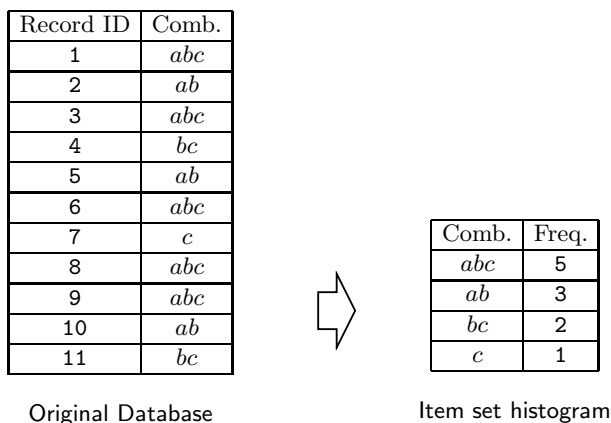 Record ID Comb.
1 abc
2 ab
3 abc
4 bc
5 ab
6 abc
7 c
8 abc
9 abc
10 ab
11 bc
Original Database
Comb. Freq.
abc 5
ab 3
bc 2
c 1
Item set histogram